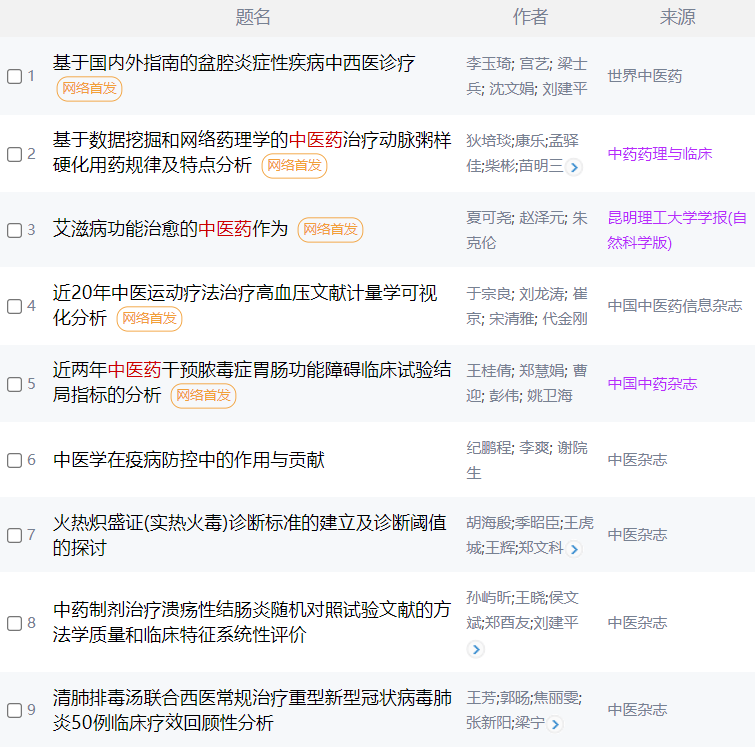 题名 作者 来源
1 基于国内外指南的盆腔炎症性疾病中西医诊疗
网络首发
李玉琦; 宫艺; 梁士
兵; 沈文娟; 刘建平
世界中医药
2 基于数据挖掘和网络药理学的中医药治疗动脉粥样
硬化用药规律及特点分析 网络首发
狄培琰;康乐;孟驿
佳;柴彬;苗明三
中药药理与临床
3 艾滋病功能治愈的中医药作为 网络首发
夏可尧; 赵泽元; 朱
克伦
昆明理工大学学报(自
然科学版)
4 近20年中医运动疗法治疗高血压文献计量学可视
化分析 网络首发
于宗良; 刘龙涛; 崔
京; 宋清雅; 代金刚
中国中医药信息杂志
5 近两年中医药干预脓毒症胃肠功能障碍临床试验结
局指标的分析 网络首发
王桂倩; 郑慧娟; 曹
迎; 彭伟; 姚卫海
中国中药杂志
6 中医学在疫病防控中的作用与贡献
纪鹏程; 李爽; 谢院
生
中医杂志
7 火热炽盛证(实热火毒)诊断标准的建立及诊断阈值
的探讨
胡海殷;季昭臣;王虎
城;王辉;郑文科
中医杂志
8 中药制剂治疗溃疡性结肠炎随机对照试验文献的方
法学质量和临床特征系统性评价
孙屿昕;王晓;侯文
斌;郑酉友;刘建平
中医杂志
9 清肺排毒汤联合西医常规治疗重型新型冠状病毒肺
炎50例临床疗效回顾性分析
王芳;郭旸;焦丽雯;
张新阳;梁宁
中医杂志